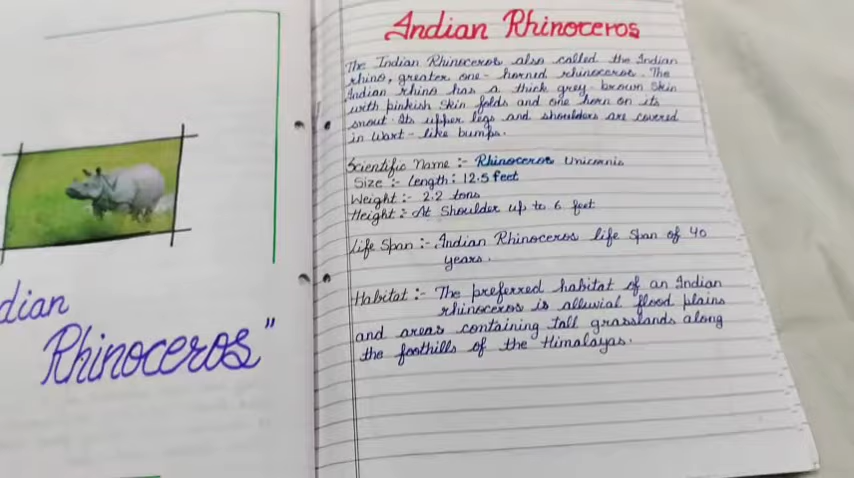 dian
Rhinoceros"
Indian Rhinoceros
The Indian Rhinoceros also called the Indian
rhino, greater one-horned rhinoceros. The
Indian rhino has a thick grey-brown skin
with pinkish skin folds and one horn on its
snout. Its upper legs and shoulders are covered
in wart-like bumps.
Scientific Name :- Rhinoceros Unicornis
Size :- Length: 12.5 feet
Weight :- 2.2 tons
Height :- At Shoulder up to 6 feet
Life Span :- Indian Rhinoceros life span of 40
years.
Habitat :- The preferred habitat of an Indian
rhinoceros is alluvial flood plains
and areas containing tall grasslands along
the foothills of the Himalayas.